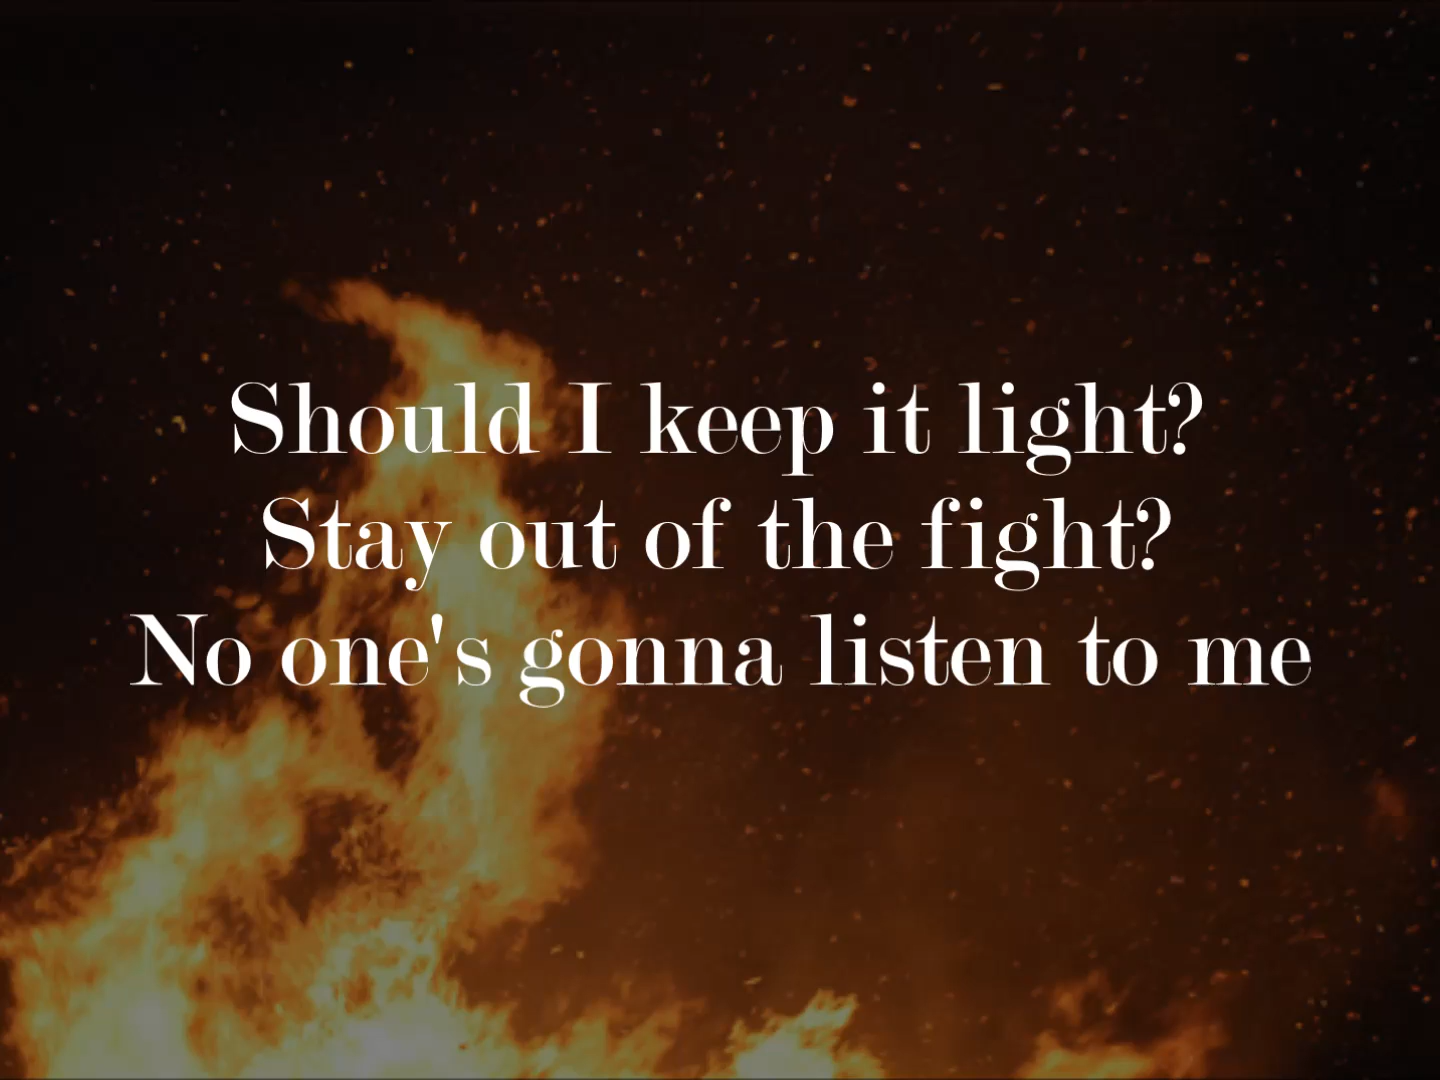 Should I keep it light?
Stay out of the fight?
No one's gonna listen to me